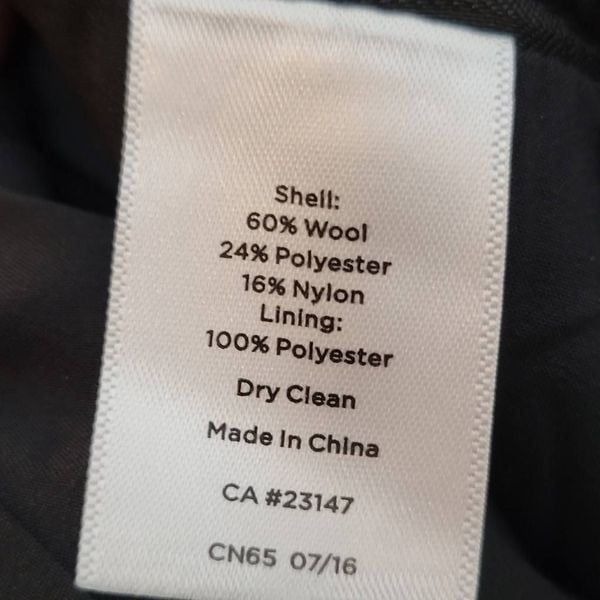 Shell:
60% Wool
24% Polyester
16% Nylon
Lining:
100% Polyester
Dry Clean
Made In China
CA #23147
CN65 07/16